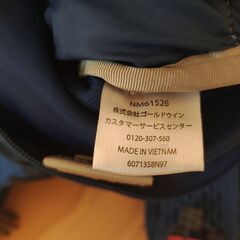 NM61526
株式会社ゴールドウイン
カスタマーサービスセンター
0120-307-560
MADE IN VIETNAM
6071358N97